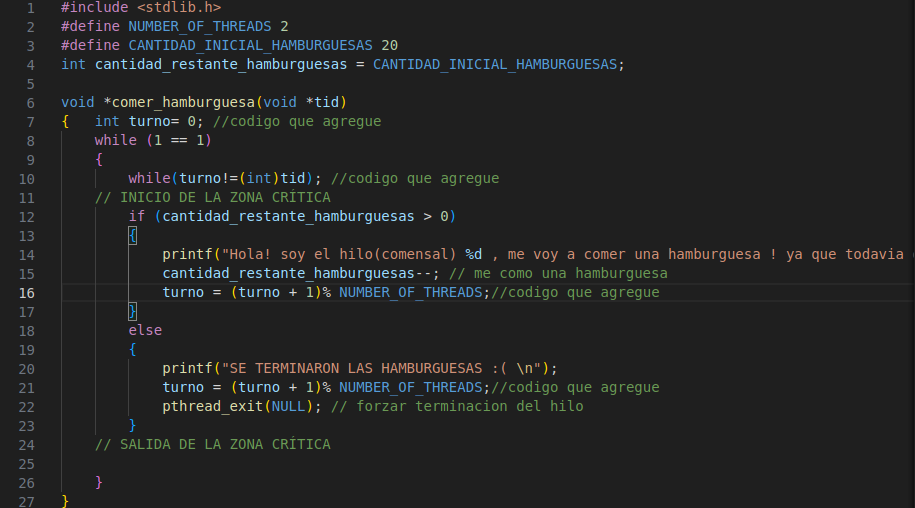 1 #include <stdlib.h>
2 #define NUMBER_OF_THREADS 2
3 #define CANTIDAD_INICIAL_HAMBURGUESAS 20
4 int cantidad_restante_hamburguesas = CANTIDAD_INICIAL_HAMBURGUESAS;
5
6 void *comer_hamburguesa(void *tid)
7 { int turno= 0; //codigo que agregue
8 while (1 == 1)
9 {
10 while(turno!=(int)tid); //codigo que agregue
11 // INICIO DE LA ZONA CRÍTICA
12 if (cantidad_restante_hamburguesas > 0)
13 {
14 printf("Hola! soy el hilo(comensal) %d , me voy a comer una hamburguesa ! ya que todavia
15 cantidad_restante_hamburguesas--; // me como una hamburguesa
16 turno = (turno + 1)% NUMBER_OF_THREADS;//codigo que agregue
17 }
18 else
19 {
20 printf("SE TERMINARON LAS HAMBURGUESAS :( \n");
21 turno = (turno + 1)% NUMBER_OF_THREADS;//codigo que agregue
22 pthread_exit(NULL); // forzar terminacion del hilo
23 }
24 // SALIDA DE LA ZONA CRÍTICA
25
26 }
27 }